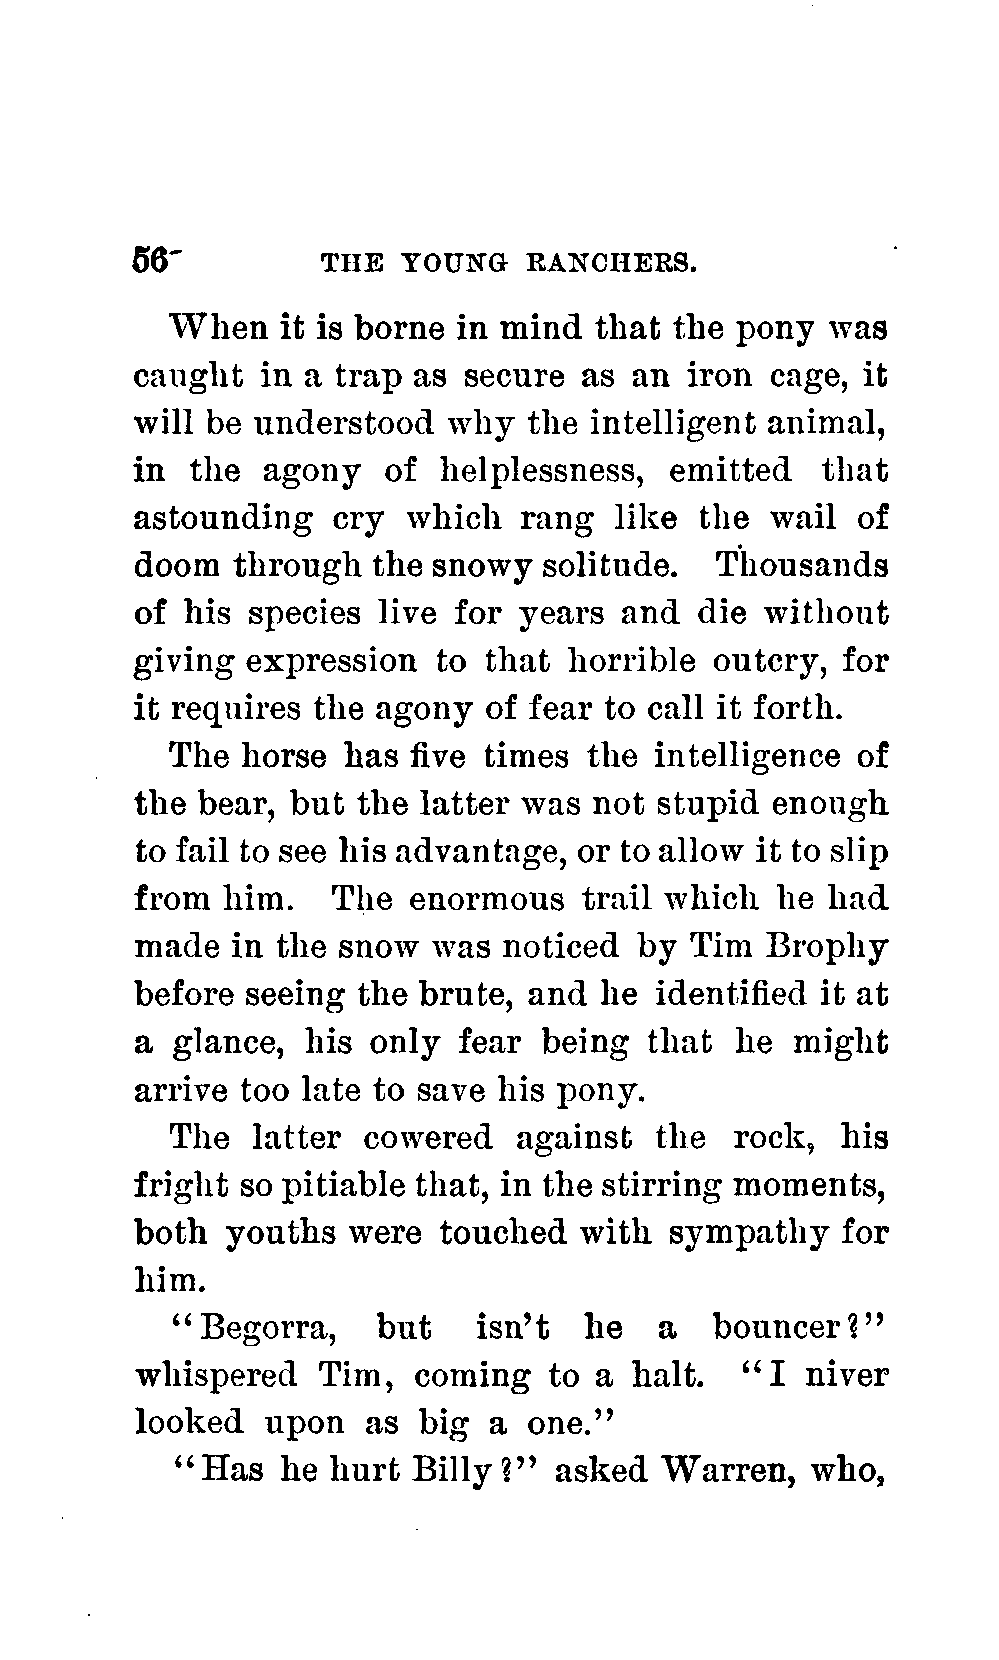 56 THE YOUNG RANCHERS.
When it is borne in mind that the pony was
caught in a trap as secure as an iron cage, it
will be understood why the intelligent animal,
in the agony of helplessness, emitted that
astounding cry which rang like the wail of
doom through the snowy solitude. Thousands
of his species live for years and die without
giving expression to that horrible outcry, for
it requires the agony of fear to call it forth.
The horse has five times the intelligence of
the bear, but the latter was not stupid enough
to fail to see his advantage, or to allow it to slip
from him. The enormous trail which he had
made in the snow was noticed by Tim Brophy
before seeing the brute, and he identified it at
a glance, his only fear being that he might
arrive too late to save his pony.
The latter cowered against the rock, his
fright so pitiable that, in the stirring moments,
both youths were touched with sympathy for
him.
“Begorra, but isn’t he a bouncer?”
whispered Tim, coming to a halt. “I niver
looked upon as big a one.”
“Has he hurt Billy?” asked Warren, who,